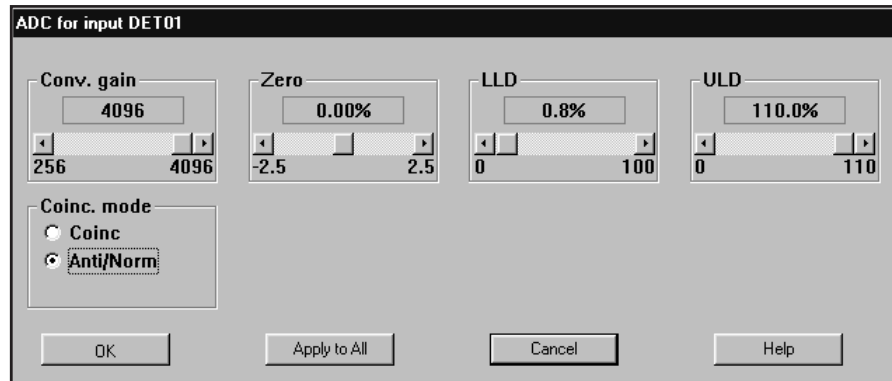 ADC for input DET01
Conv. gain
4096
256 4096
Zero
0.00%
-2.5 2.5
LLD
0.8%
0 100
ULD
110.0%
0 110
Coinc. mode
Coinc
Anti/Norm
OK
Apply to All
Cancel
Help